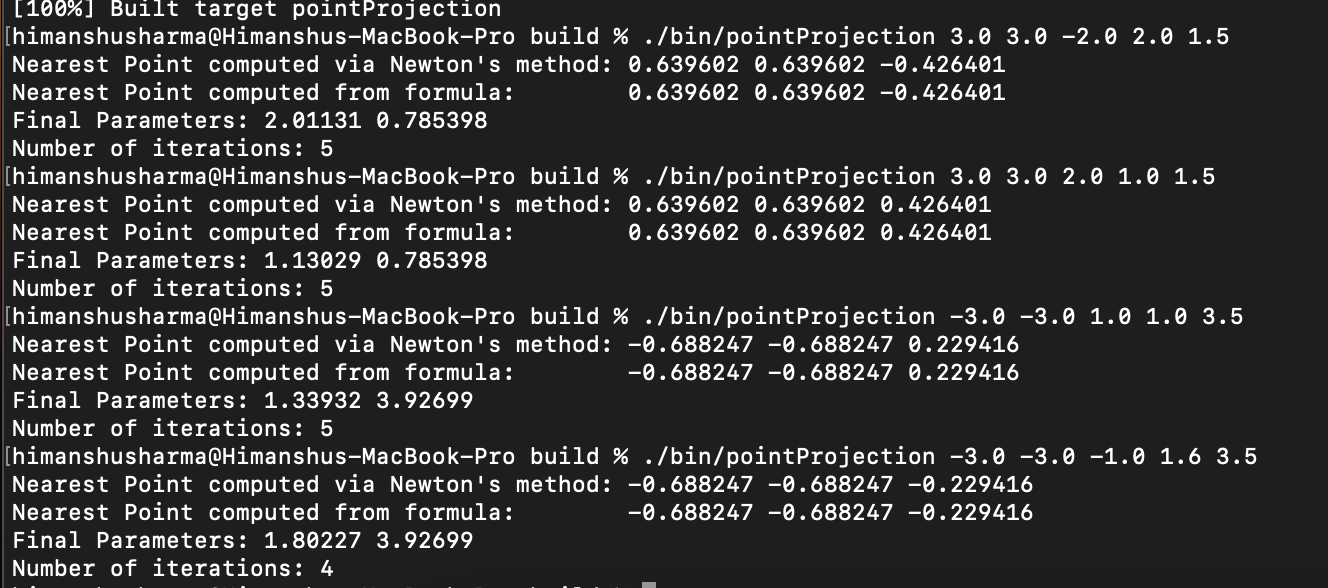 [100%] Built target pointProjection
[himanshusharma@Himanshus-MacBook-Pro build % ./bin/pointProjection 3.0 3.0 -2.0 2.0 1.5
Nearest Point computed via Newton's method: 0.639602 0.639602 -0.426401
Nearest Point computed from formula:        0.639602 0.639602 -0.426401
Final Parameters: 2.01131 0.785398
Number of iterations: 5
[himanshusharma@Himanshus-MacBook-Pro build % ./bin/pointProjection 3.0 3.0 2.0 1.0 1.5
Nearest Point computed via Newton's method: 0.639602 0.639602 0.426401
Nearest Point computed from formula:        0.639602 0.639602 0.426401
Final Parameters: 1.13029 0.785398
Number of iterations: 5
[himanshusharma@Himanshus-MacBook-Pro build % ./bin/pointProjection -3.0 -3.0 1.0 1.0 3.5
Nearest Point computed via Newton's method: -0.688247 -0.688247 0.229416
Nearest Point computed from formula:        -0.688247 -0.688247 0.229416
Final Parameters: 1.33932 3.92699
Number of iterations: 5
[himanshusharma@Himanshus-MacBook-Pro build % ./bin/pointProjection -3.0 -3.0 -1.0 1.6 3.5
Nearest Point computed via Newton's method: -0.688247 -0.688247 -0.229416
Nearest Point computed from formula:        -0.688247 -0.688247 -0.229416
Final Parameters: 1.80227 3.92699
Number of iterations: 4